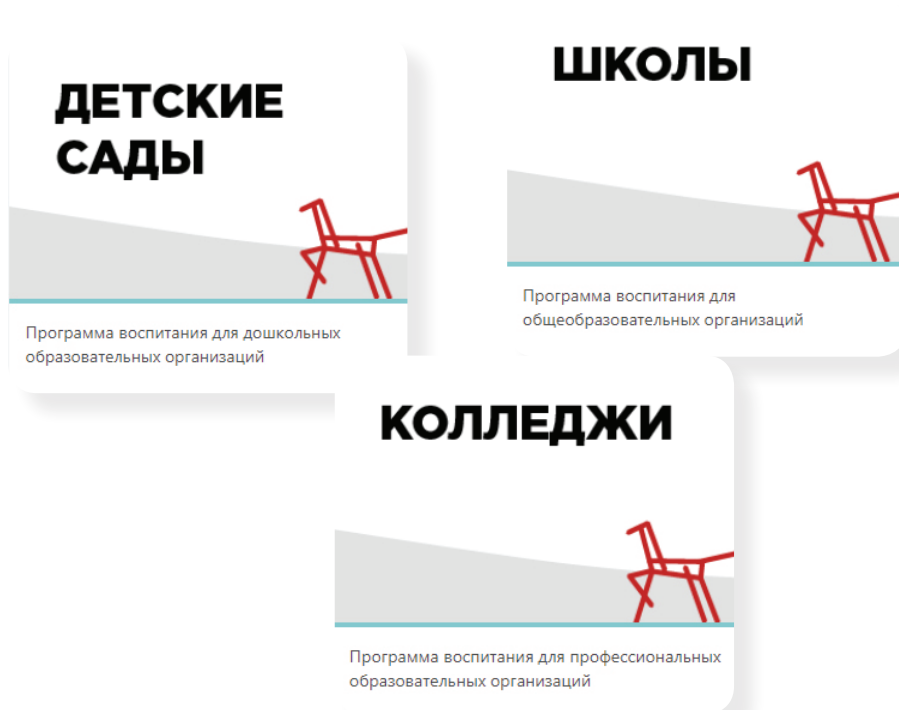 ДЕТСКИЕ
САДЫ
Программа воспитания для дошкольных
образовательных организаций
ШКОЛЫ
Программа воспитания для
общеобразовательных организаций
КОЛЛЕДЖИ
Программа воспитания для профессиональных
образовательных организаций